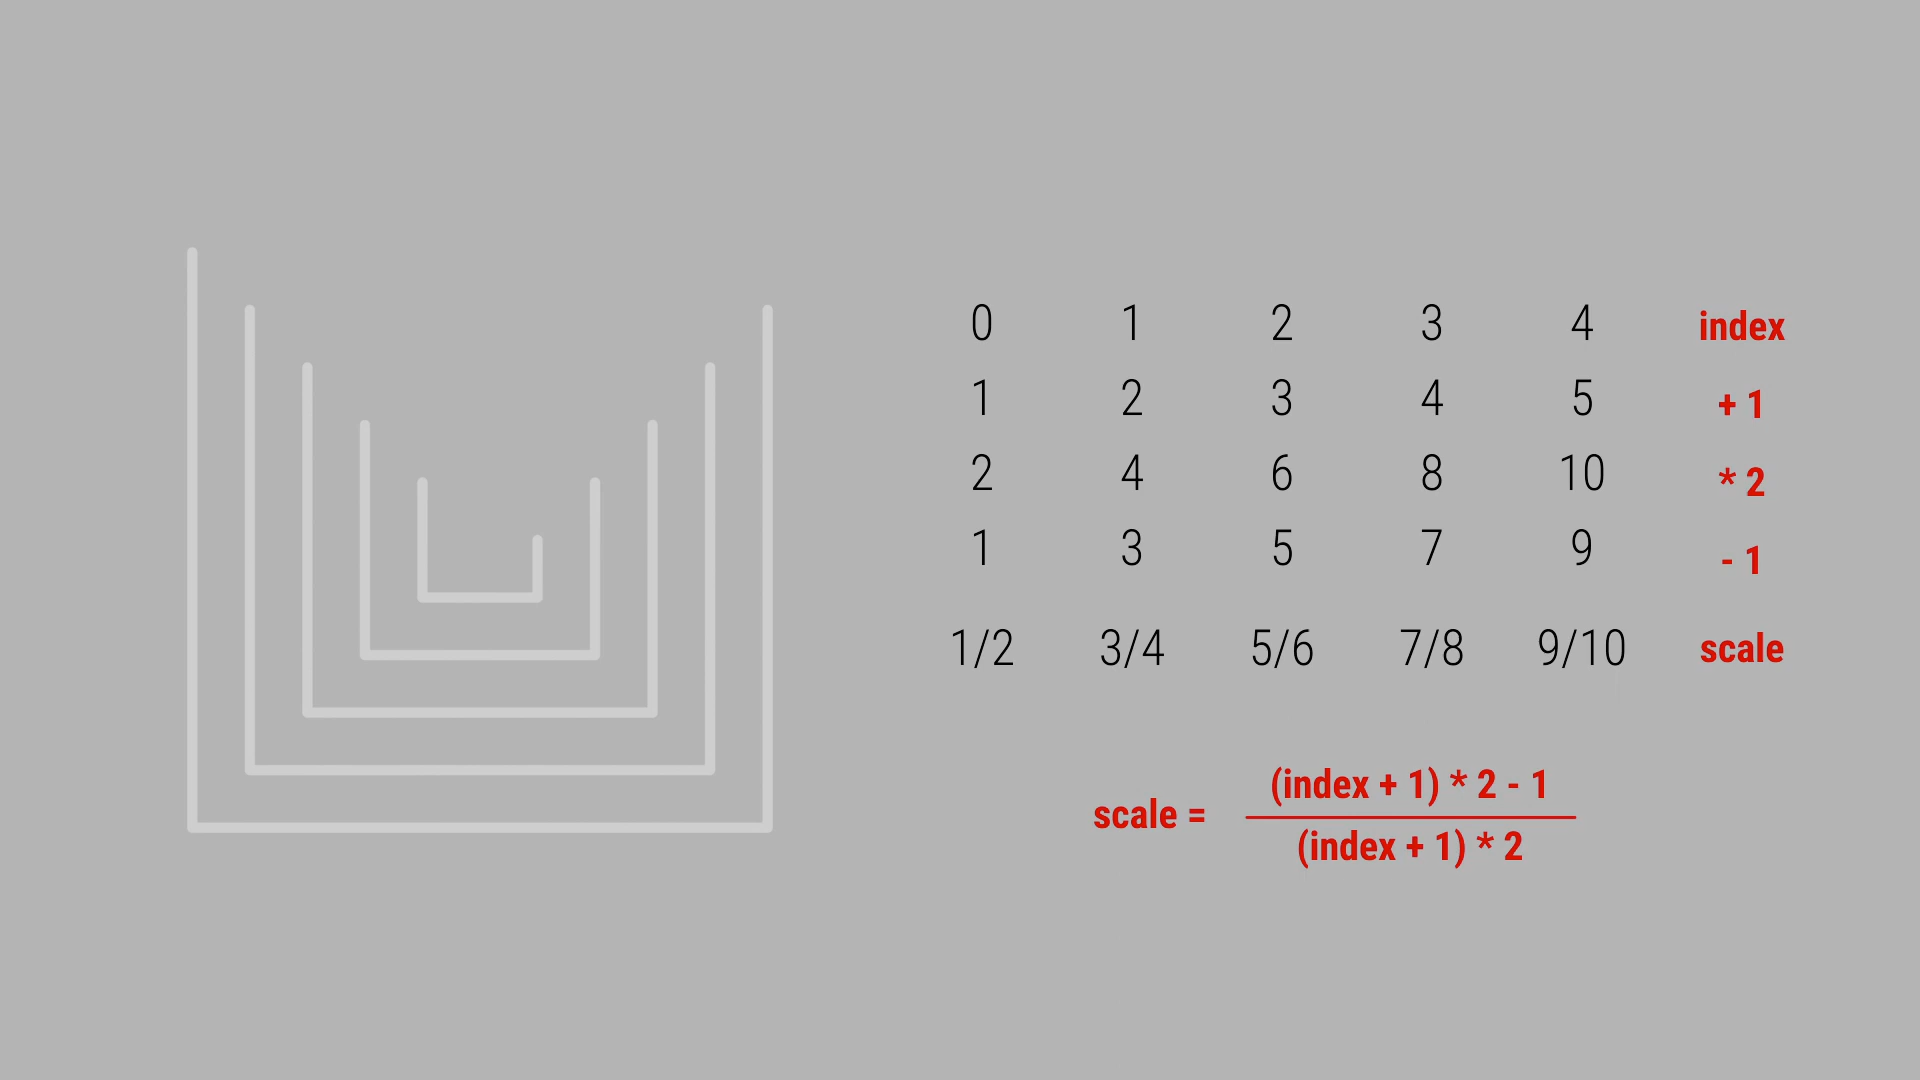 0 1 2 3 4 index
1 2 3 4 5 + 1
2 4 6 8 10 * 2
1 3 5 7 9 - 1
1/2 3/4 5/6 7/8 9/10 scale
(index + 1) * 2 - 1
scale =
(index + 1) * 2